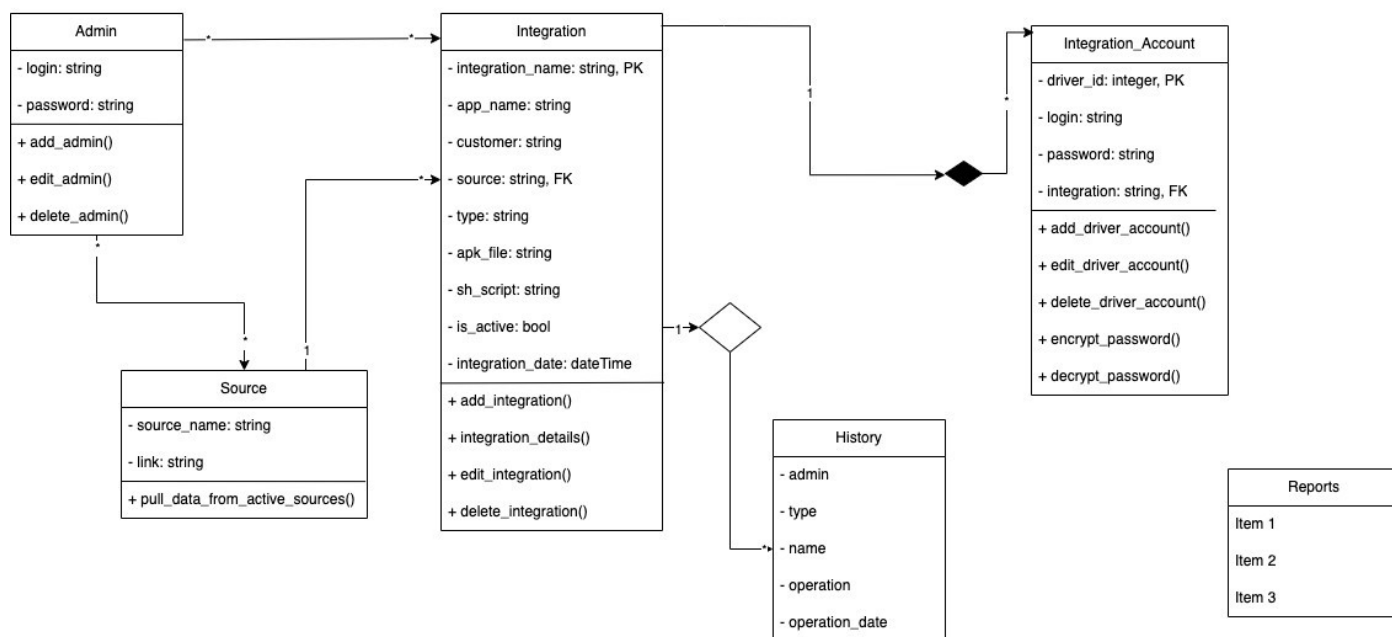 Admin
- login: string
- password: string
+ add_admin()
+ edit_admin()
+ delete_admin()
*
*
*
*
Integration
- integration_name: string, PK
- app_name: string
- customer: string
- source: string, FK
- type: string
- apk_file: string
- sh_script: string
- is_active: bool
- integration_date: dateTime
+ add_integration()
+ integration_details()
+ edit_integration()
+ delete_integration()
1
*
1
*
Integration_Account
- driver_id: integer, PK
- login: string
- password: string
- integration: string, FK
+ add_driver_account()
+ edit_driver_account()
+ delete_driver_account()
+ encrypt_password()
+ decrypt_password()
Source
- source_name: string
- link: string
+ pull_data_from_active_sources()
1
*
History
- admin
- type
- name
- operation
- operation_date
Reports
Item 1
Item 2
Item 3